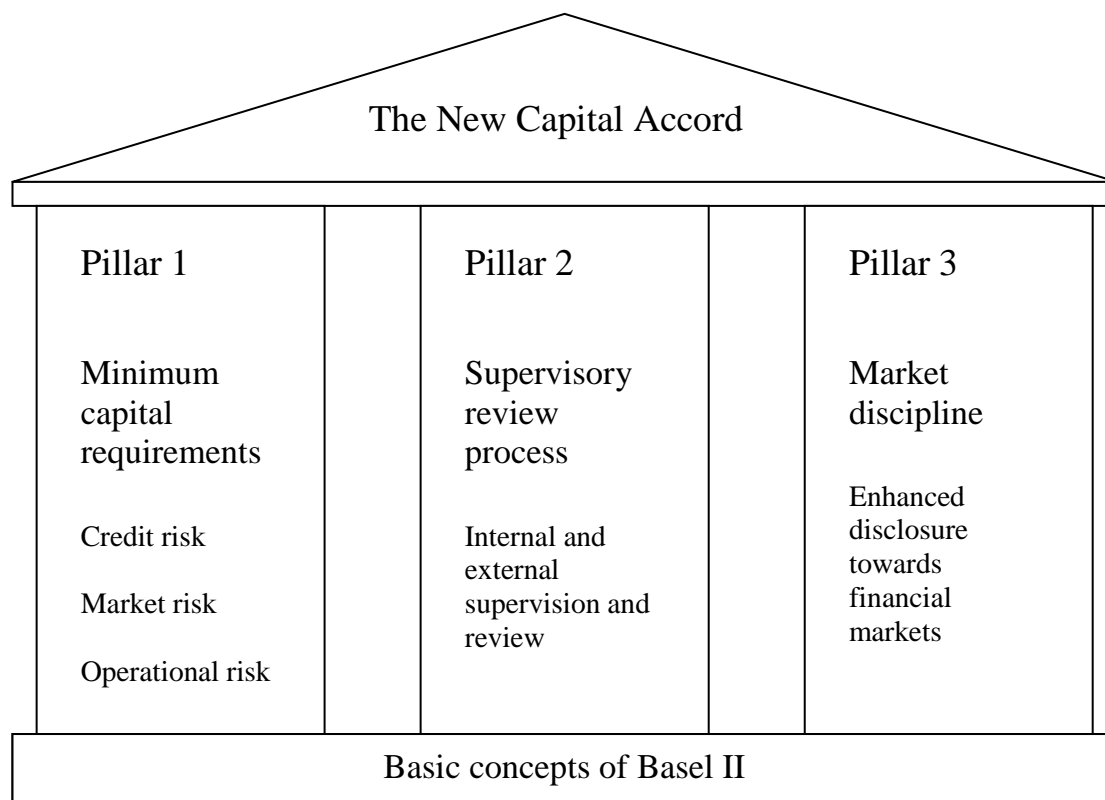 The New Capital Accord
Pillar 1
Minimum
capital
requirements
Credit risk
Market risk
Operational risk
Pillar 2
Supervisory
review
process
Internal and
external
supervision and
review
Pillar 3
Market
discipline
Enhanced
disclosure
towards
financial
markets
Basic concepts of Basel II